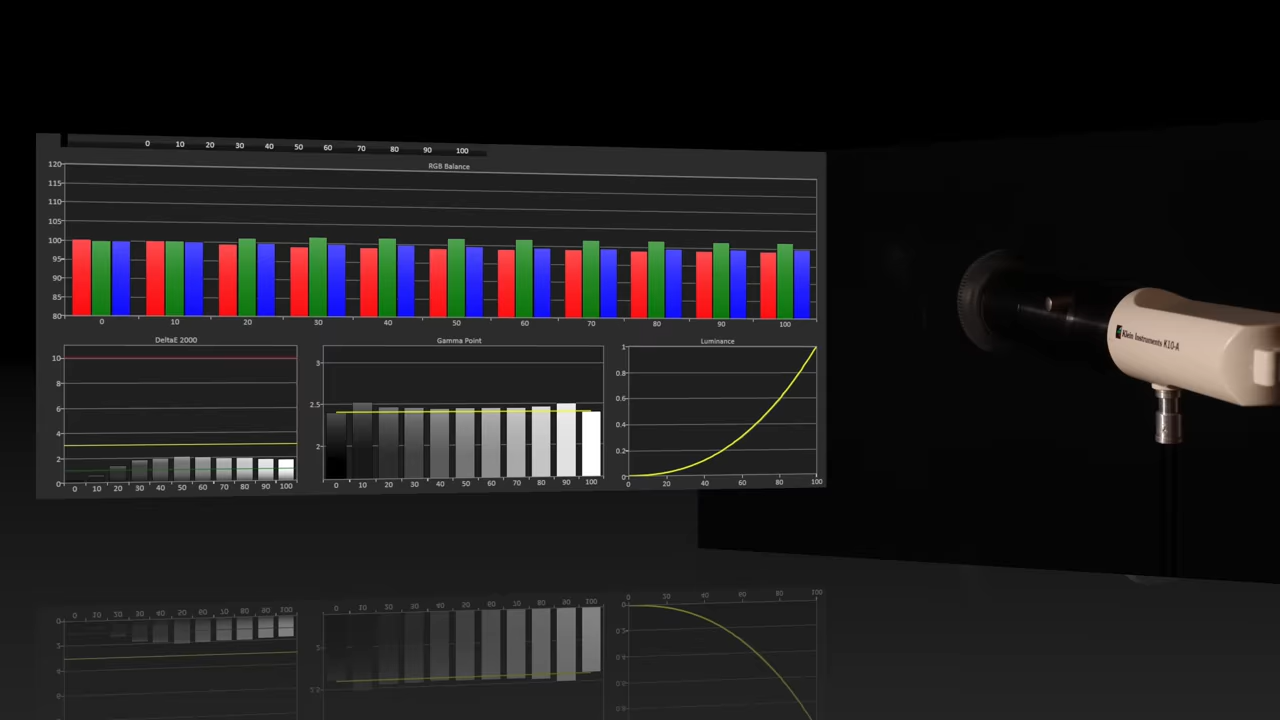 0 10 20 30 40 50 60 70 80 90 100
RGB Balance
120
115
110
105
100
95
90
85
80
0 10 20 30 40 50 60 70 80 90 100
DeltaE 2000
10
8
6
4
2
0
0 10 20 30 40 50 60 70 80 90 100
Gamma Point
3
2.5
2
0 10 20 30 40 50 60 70 80 90 100
Luminance
1
0.8
0.6
0.4
0.2
0
0 20 40 60 80 100
Klein Instruments K10-A